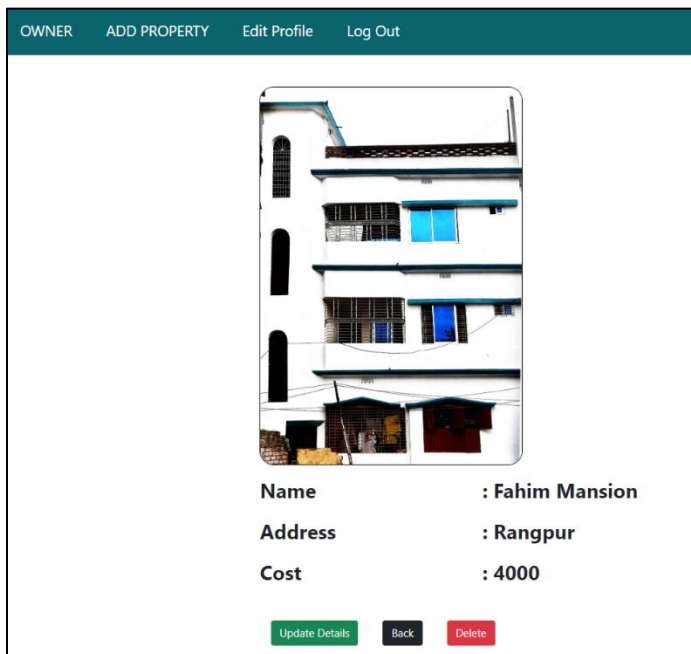 OWNER ADD PROPERTY Edit Profile Log Out
Name : Fahim Mansion
Address : Rangpur
Cost : 4000
Update Details Back Delete